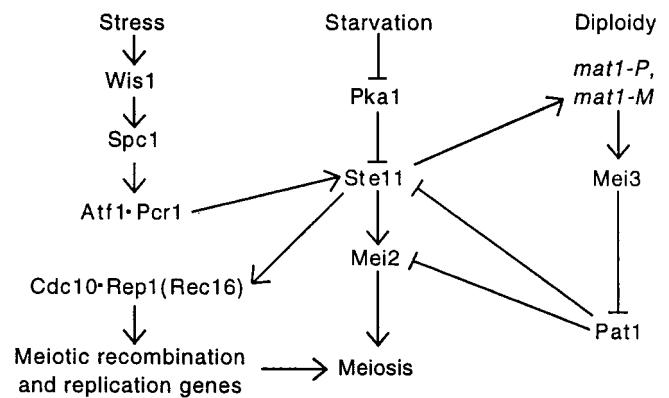 Stress
Starvation
Diploidy
Wis1
Pka1
mat1-P,
mat1-M
Spc1
Ste11
Mei3
Atf1•Pcr1
Mei2
Cdc10•Rep1(Rec16)
Pat1
Meiotic recombination
and replication genes
Meiosis